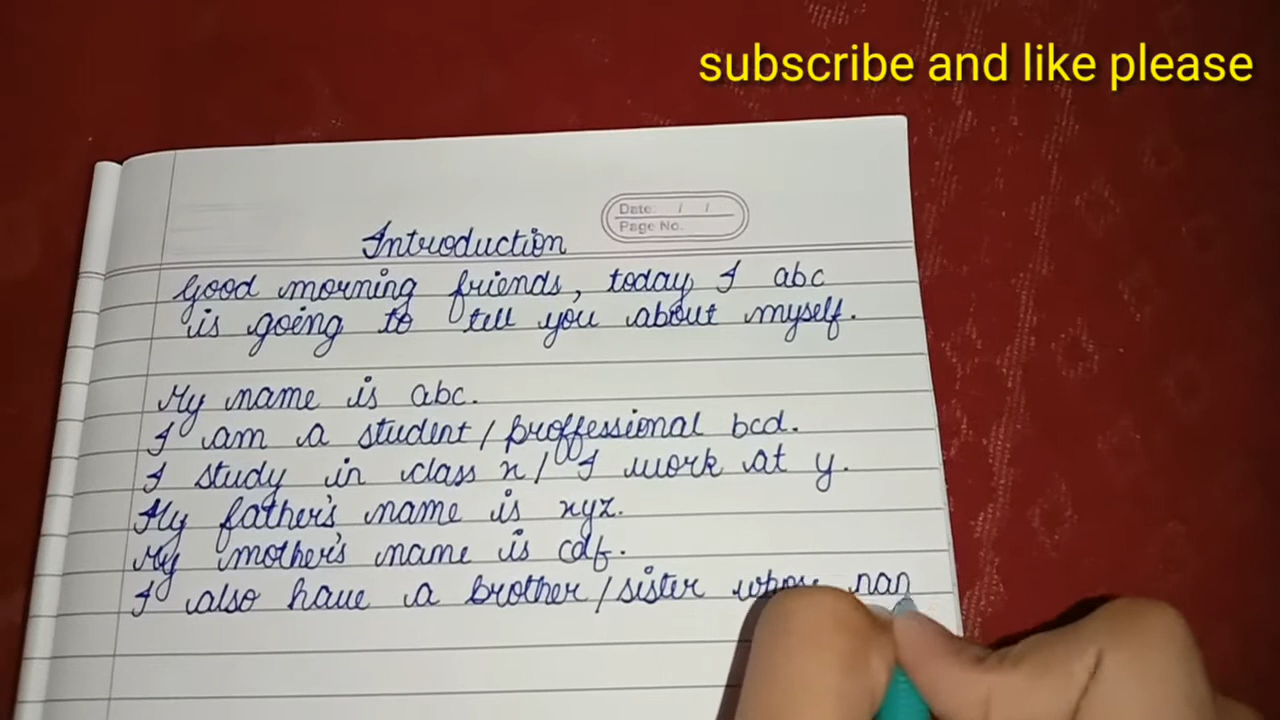 subscribe and like please
Date: / /
Page No.
Introduction
Good morning friends, today I abc
is going to tell you about myself.
My name is abc.
I am a student / proffessional bcd.
I study in class x / I work at y.
My father's name is xyz.
My mother's name is cdf.
I also have a brother / sister whose nan